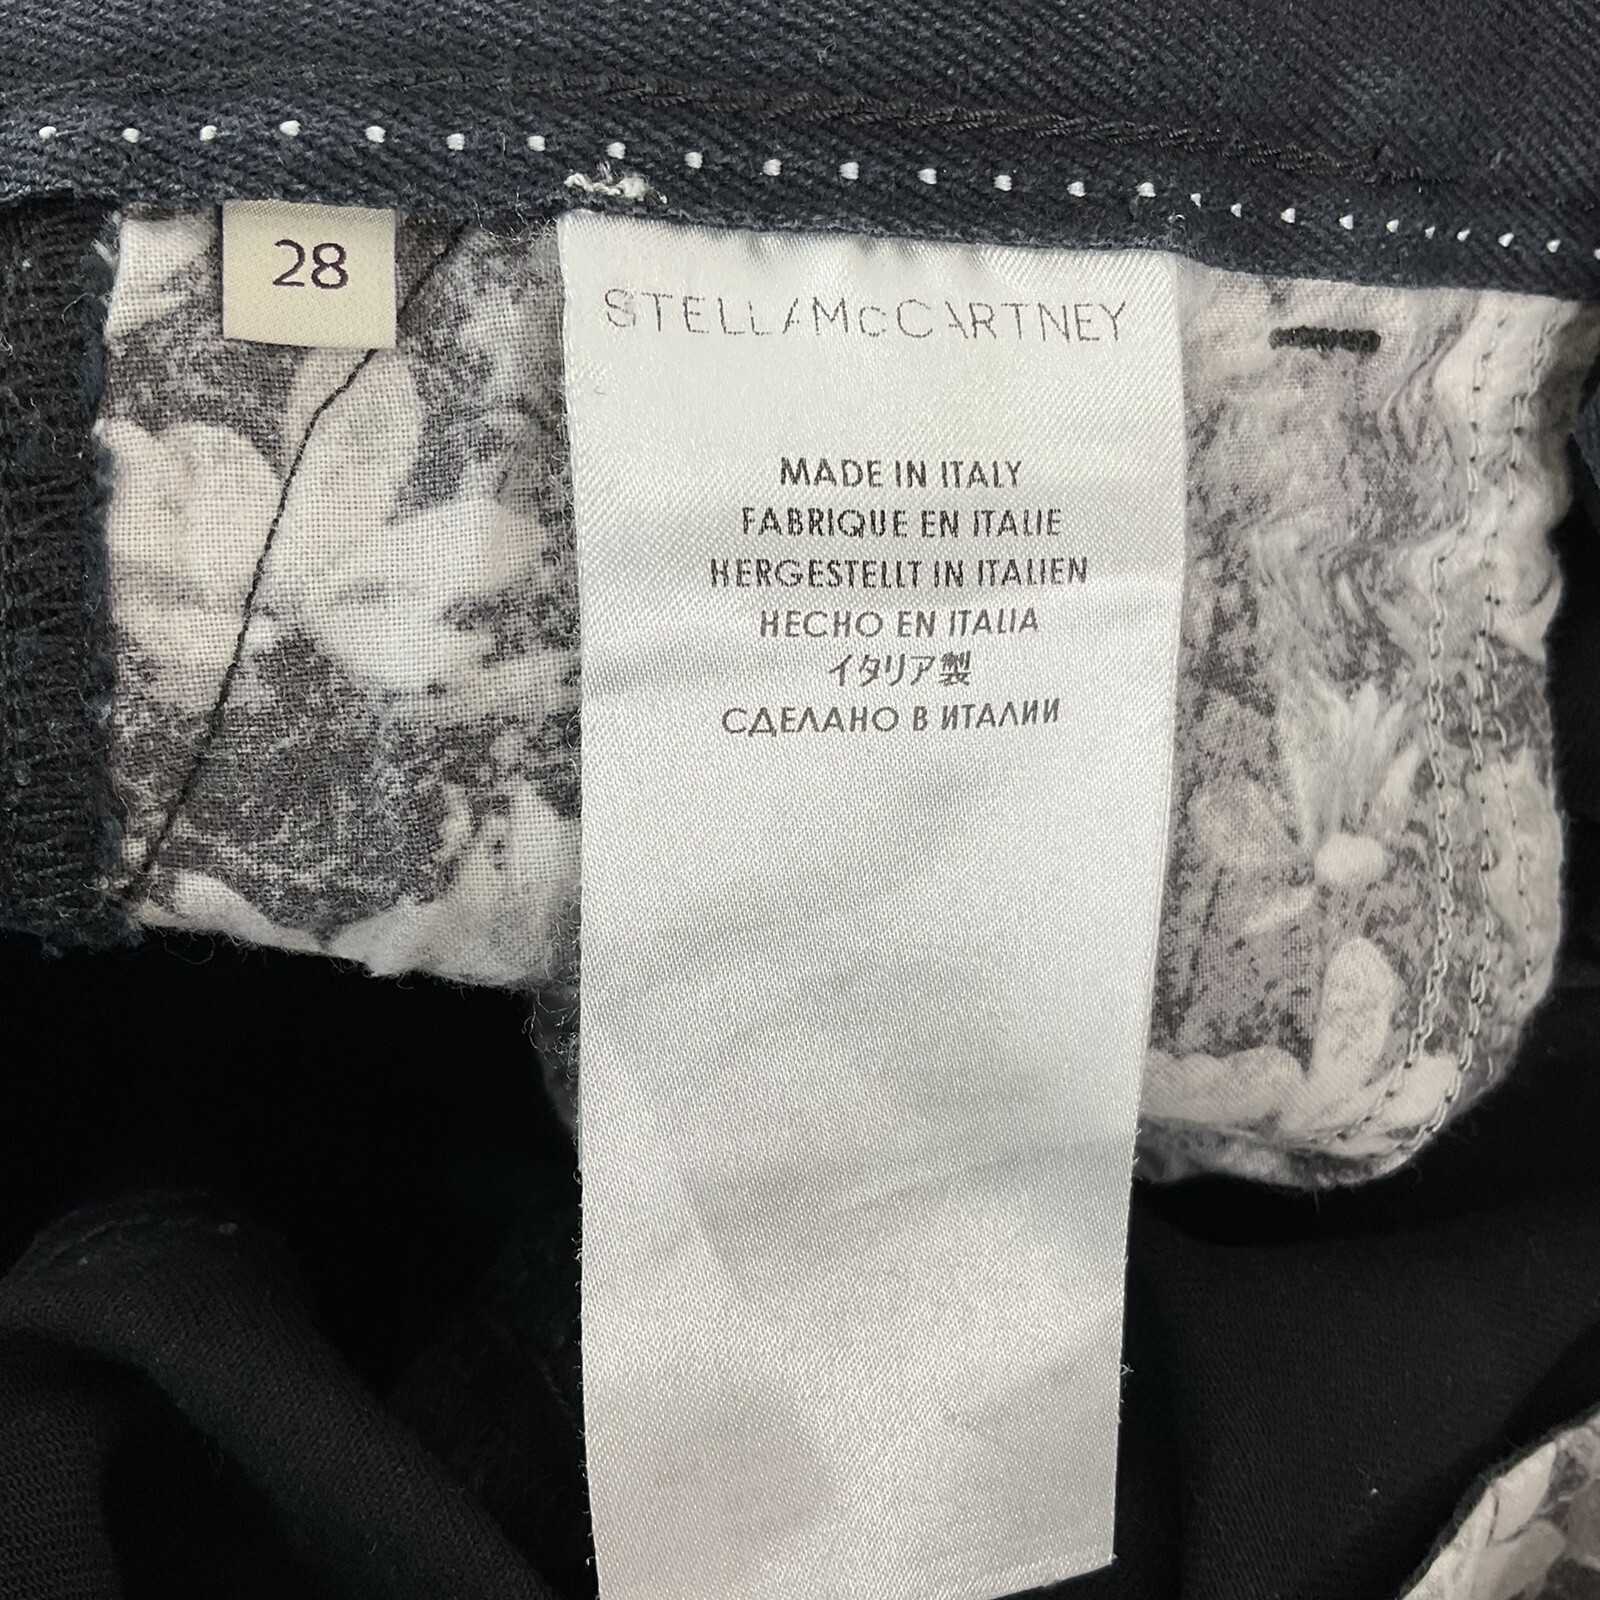 28
STELLAMcCARTNEY
MADE IN ITALY
FABRIQUE EN ITALIE
HERGESTELLT IN ITALIEN
HECHO EN ITALIA
イタリア製
СДЕЛАНО В ИТАЛИИ